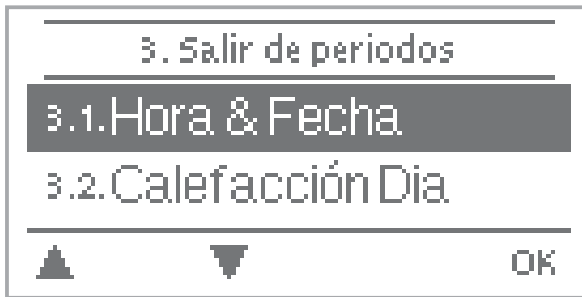 3. Salir de periodos
3.1.Hora & Fecha
3.2.Calefacción Dia
OK